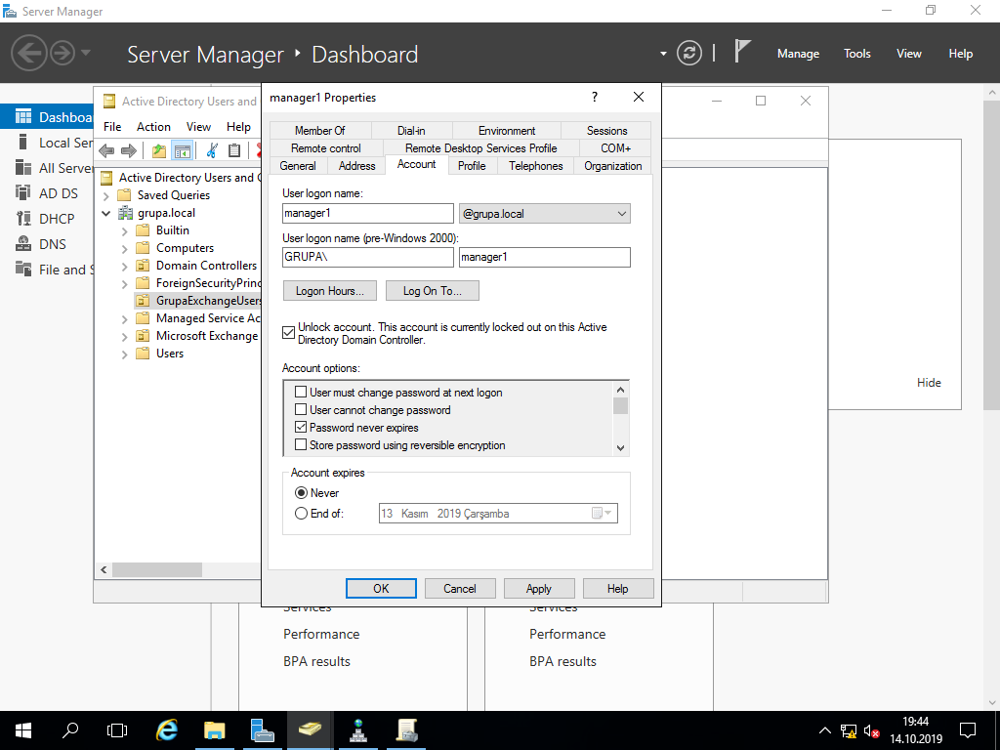 Server Manager
Server Manager
Dashboard
Manage
Tools
View
Help
Dashboa
Local Ser
All Server
AD DS
DHCP
DNS
File and S
Active Directory Users and
File
Action
View
Help
Active Directory Users and C
Saved Queries
grupa.local
Builtin
Computers
Domain Controllers
ForeignSecurityPrinc
GrupaExchangeUsers
Managed Service Ac
Microsoft Exchange
Users
manager1 Properties
?
Member Of
Dial-in
Environment
Sessions
Remote control
Remote Desktop Services Profile
COM+
General
Address
Account
Profile
Telephones
Organization
User logon name:
manager1
@grupa.local
User logon name (pre-Windows 2000):
GRUPA\
manager1
Logon Hours...
Log On To...
Unlock account. This account is currently locked out on this Active
Directory Domain Controller.
Account options:
User must change password at next logon
User cannot change password
Password never expires
Store password using reversible encryption
Account expires
Never
End of:
13 Kasım 2019 Çarşamba
OK
Cancel
Apply
Help
Hide
Services
Performance
BPA results
Services
Performance
BPA results
19:44
14.10.2019